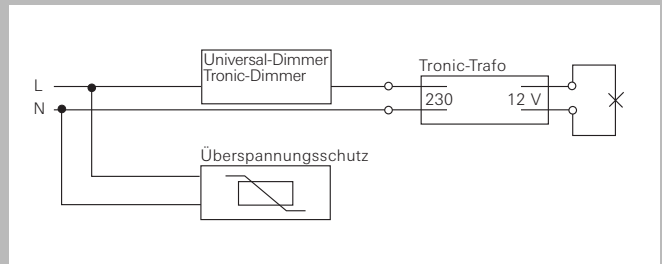 Universal-Dimmer
Tronic-Dimmer
Tronic-Trafo
L
230
12 V
N
Überspannungsschutz